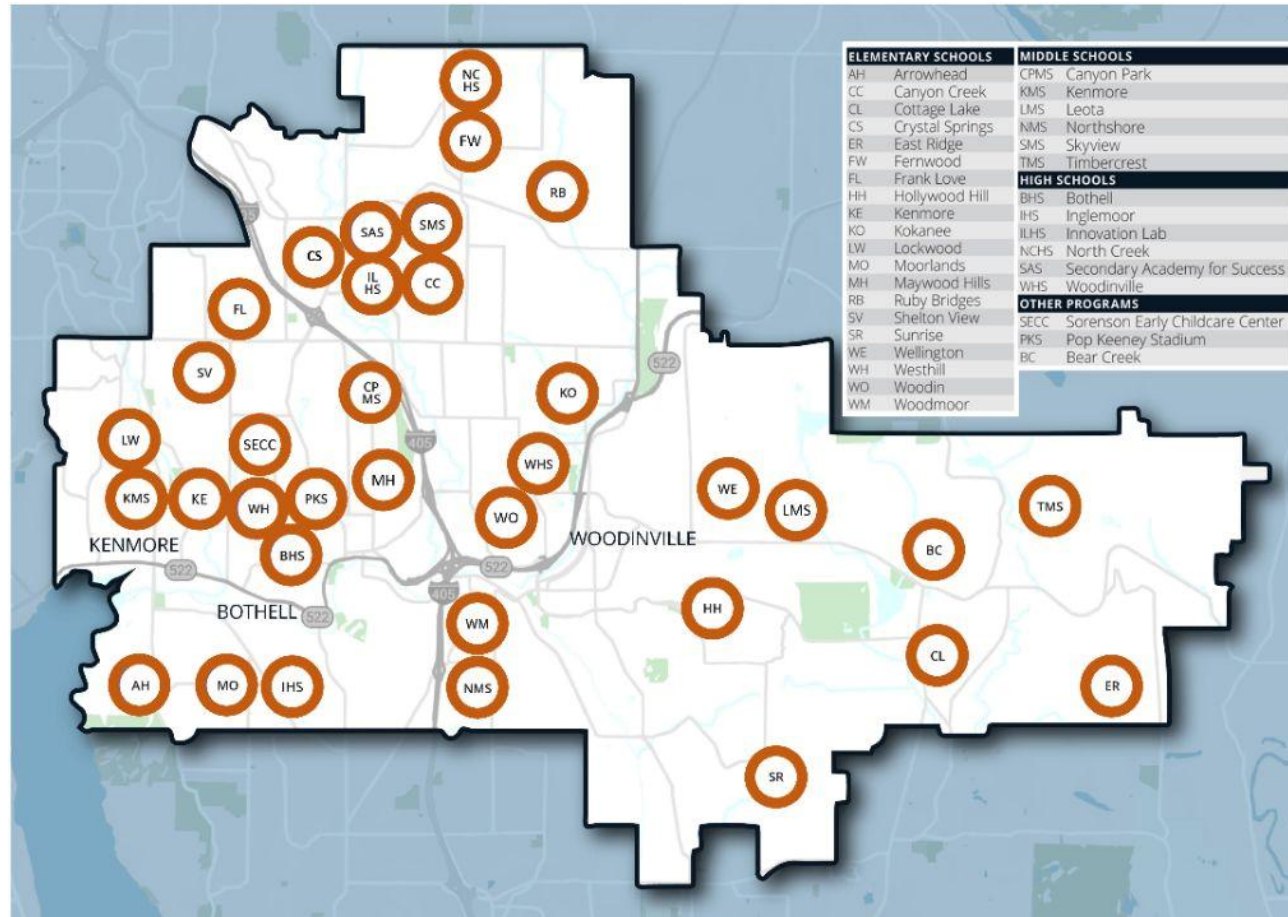 NC
HS
FW
RB
SAS
SMS
CS
IL
HS
CC
FL
SV
CP
MS
KO
405
522
LW
SECC
WHS
KMS
KE
WH
PKS
MH
WO
WE
LMS
TMS
BHS
BC
KENMORE
WOODINVILLE
522
522
405
HH
BOTHELL
522
WM
CL
AH
MO
IHS
NMS
ER
SR
ELEMENTARY SCHOOLS
AH Arrowhead
CC Canyon Creek
CL Cottage Lake
CS Crystal Springs
ER East Ridge
FW Fernwood
FL Frank Love
HH Hollywood Hill
KE Kenmore
KO Kokanee
LW Lockwood
MO Moorlands
MH Maywood Hills
RB Ruby Bridges
SV Shelton View
SR Sunrise
WE Wellington
WH Westhill
WO Woodin
WM Woodmoor
MIDDLE SCHOOLS
CPMS Canyon Park
KMS Kenmore
LMS Leota
NMS Northshore
SMS Skyview
TMS Timbercrest
HIGH SCHOOLS
BHS Bothell
IHS Inglemoor
ILHS Innovation Lab
NCHS North Creek
SAS Secondary Academy for Success
WHS Woodinville
OTHER PROGRAMS
SECC Sorenson Early Childcare Center
PKS Pop Keeney Stadium
BC Bear Creek